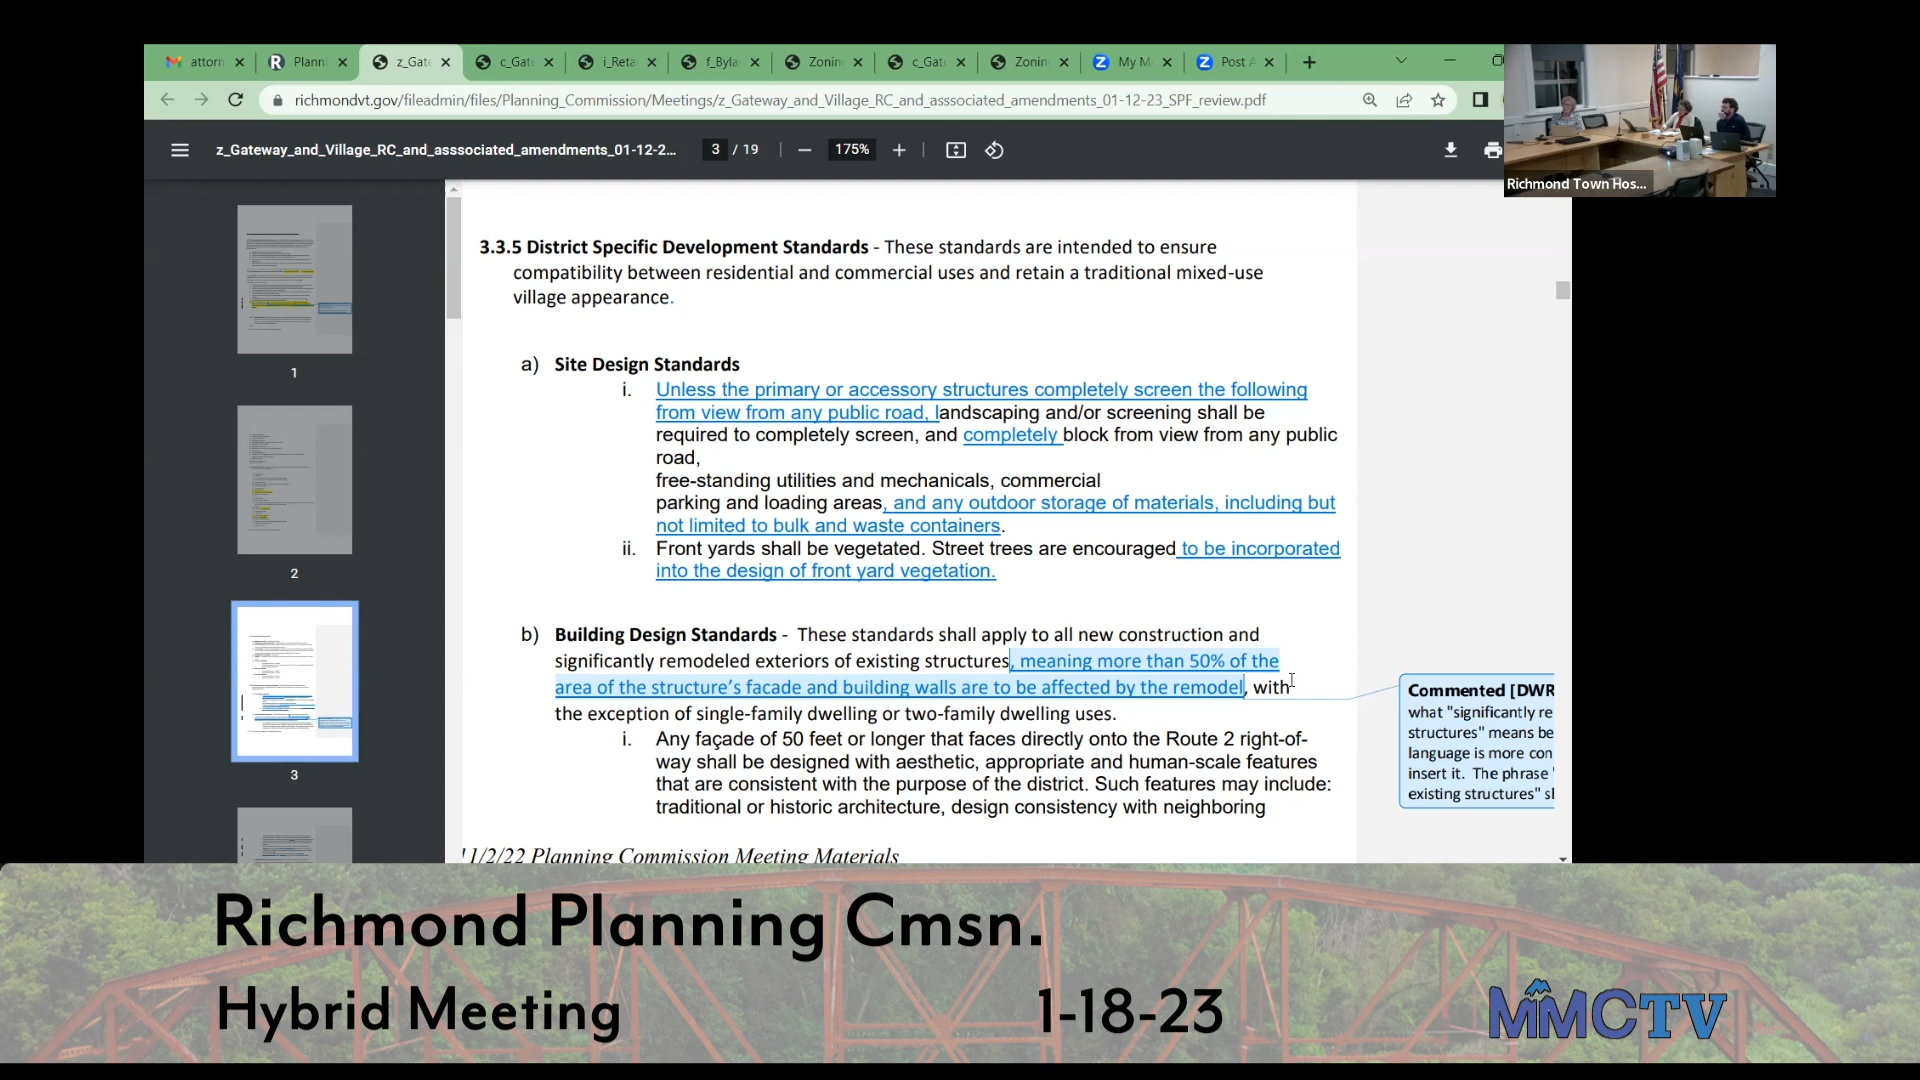 attorn
Planni
z_Gate
c_Gate
i_Reta
f_Byla
Zoning
c_Gate
Zonin
My M
Post A
richmondvt.gov/fileadmin/files/Planning_Commission/Meetings/z_Gateway_and_Village_RC_and_asssociated_amendments_01-12-23_SPF_review.pdf
z_Gateway_and_Village_RC_and_asssociated_amendments_01-12-2...
3 / 19
175%
Richmond Town Hos...
1
2
3
3.3.5 District Specific Development Standards - These standards are intended to ensure
compatibility between residential and commercial uses and retain a traditional mixed-use
village appearance.
a) Site Design Standards
i. Unless the primary or accessory structures completely screen the following
from view from any public road, landscaping and/or screening shall be
required to completely screen, and completely block from view from any public
road,
free-standing utilities and mechanicals, commercial
parking and loading areas, and any outdoor storage of materials, including but
not limited to bulk and waste containers.
ii. Front yards shall be vegetated. Street trees are encouraged to be incorporated
into the design of front yard vegetation.
b) Building Design Standards - These standards shall apply to all new construction and
significantly remodeled exteriors of existing structures, meaning more than 50% of the
area of the structure's facade and building walls are to be affected by the remodel, with
the exception of single-family dwelling or two-family dwelling uses.
i. Any façade of 50 feet or longer that faces directly onto the Route 2 right-of-
way shall be designed with aesthetic, appropriate and human-scale features
that are consistent with the purpose of the district. Such features may include:
traditional or historic architecture, design consistency with neighboring
11/2/22 Planning Commission Meeting Materials
Commented [DWR
what "significantly re
structures" means be
language is more con
insert it. The phrase '
existing structures" sl
Richmond Planning Cmsn.
Hybrid Meeting
1-18-23
MMCTV